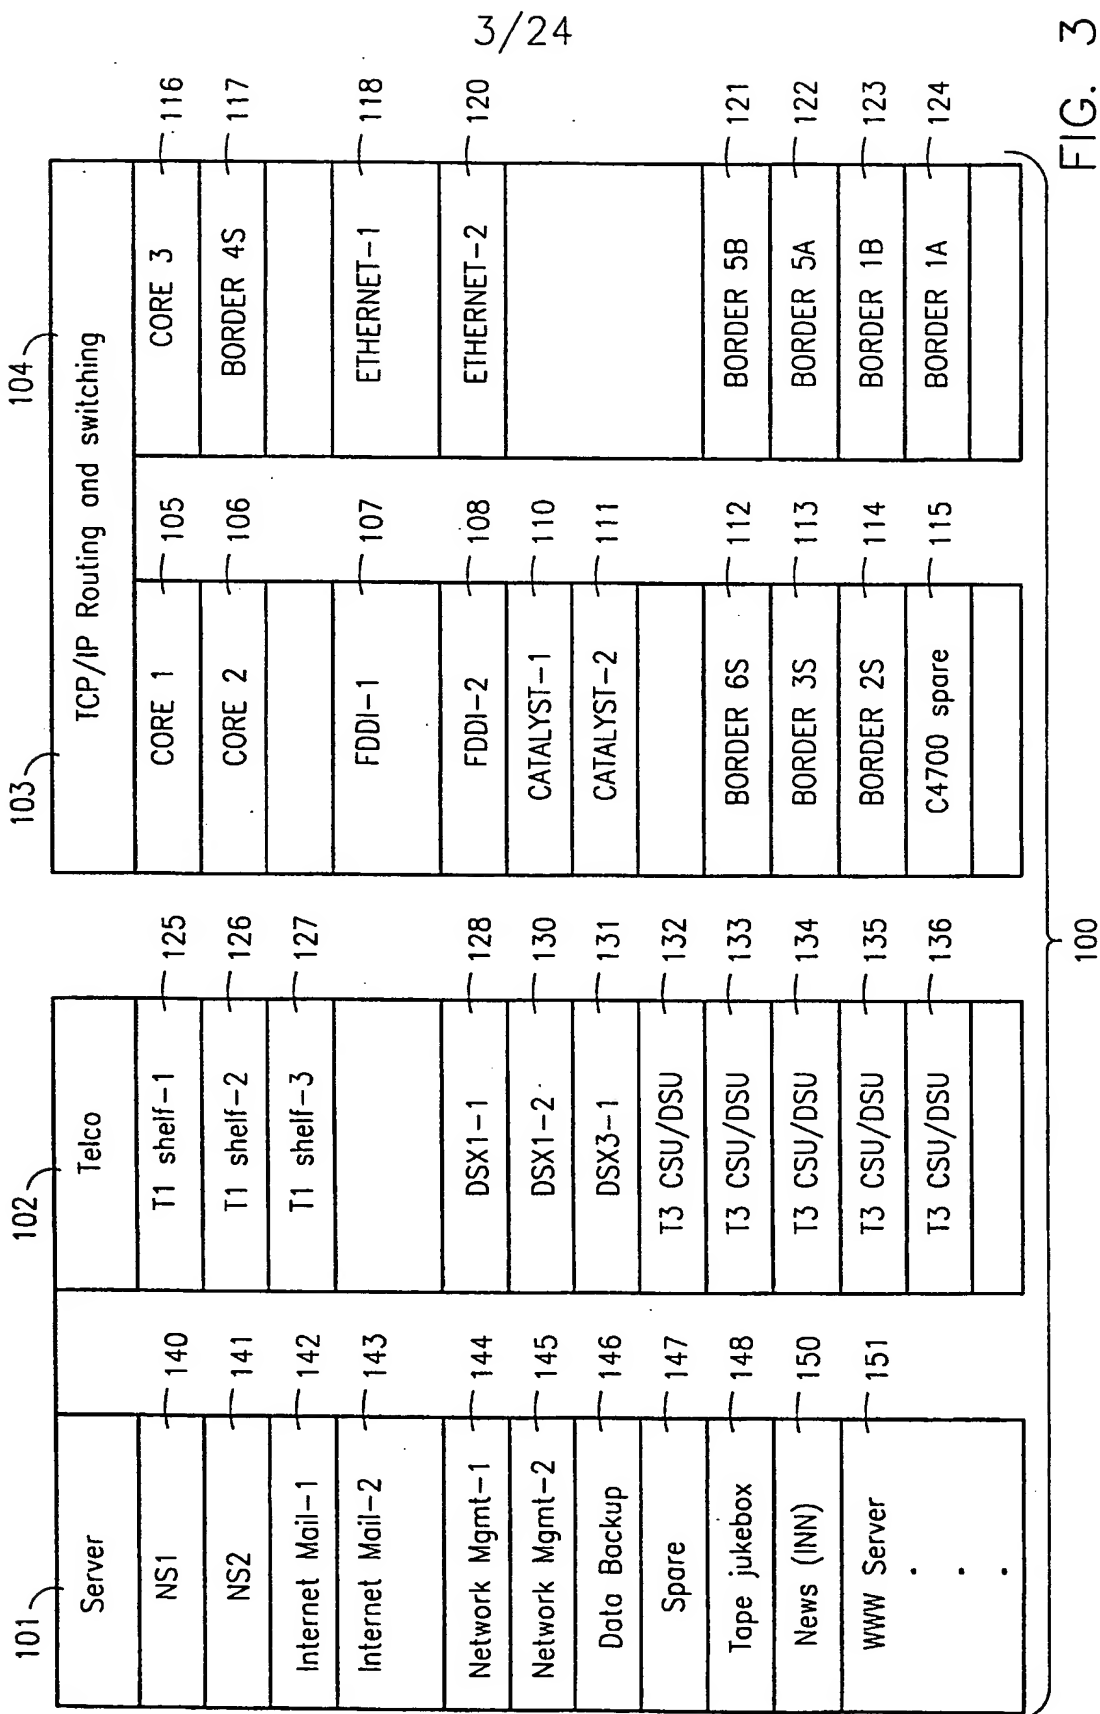 3/24
FIG. 3
100
101
Server
NS1 140
NS2 141
Internet Mail-1 142
Internet Mail-2 143
Network Mgmt-1 144
Network Mgmt-2 145
Data Backup 146
Spare 147
Tape jukebox 148
News (INN) 150
WWW Server 151
.
.
.
102
Telco
T1 shelf-1 125
T1 shelf-2 126
T1 shelf-3 127
DSX1-1 128
DSX1-2 130
DSX3-1 131
T3 CSU/DSU 132
T3 CSU/DSU 133
T3 CSU/DSU 134
T3 CSU/DSU 135
T3 CSU/DSU 136
103
104
TCP/IP Routing and switching
CORE 1 105
CORE 2 106
FDDI-1 107
FDDI-2 108
CATALYST-1 110
CATALYST-2 111
BORDER 6S 112
BORDER 3S 113
BORDER 2S 114
C4700 spare 115
CORE 3 116
BORDER 4S 117
ETHERNET-1 118
ETHERNET-2 120
BORDER 5B 121
BORDER 5A 122
BORDER 1B 123
BORDER 1A 124